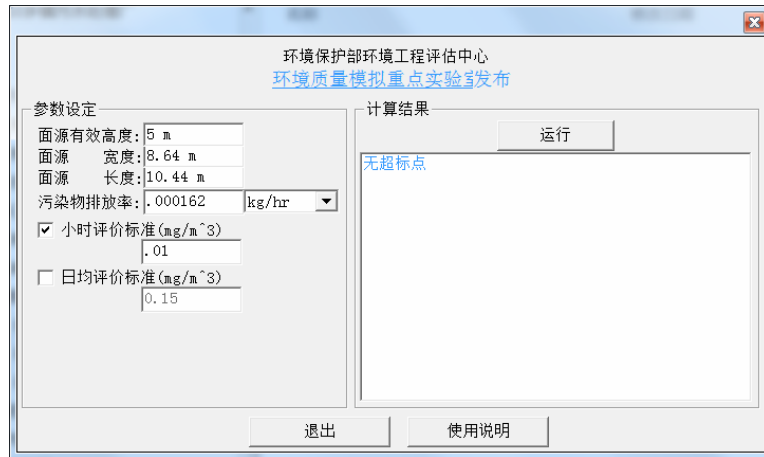 环境保护部环境工程评估中心
环境质量模拟重点实验室发布
参数设定
面源有效高度: 5 m
面源 宽度: 8.64 m
面源 长度: 10.44 m
污染物排放率: .000162 kg/hr
小时评价标准(mg/m^3)
.01
日均评价标准(mg/m^3)
0.15
计算结果
运行
无超标点
退出 使用说明